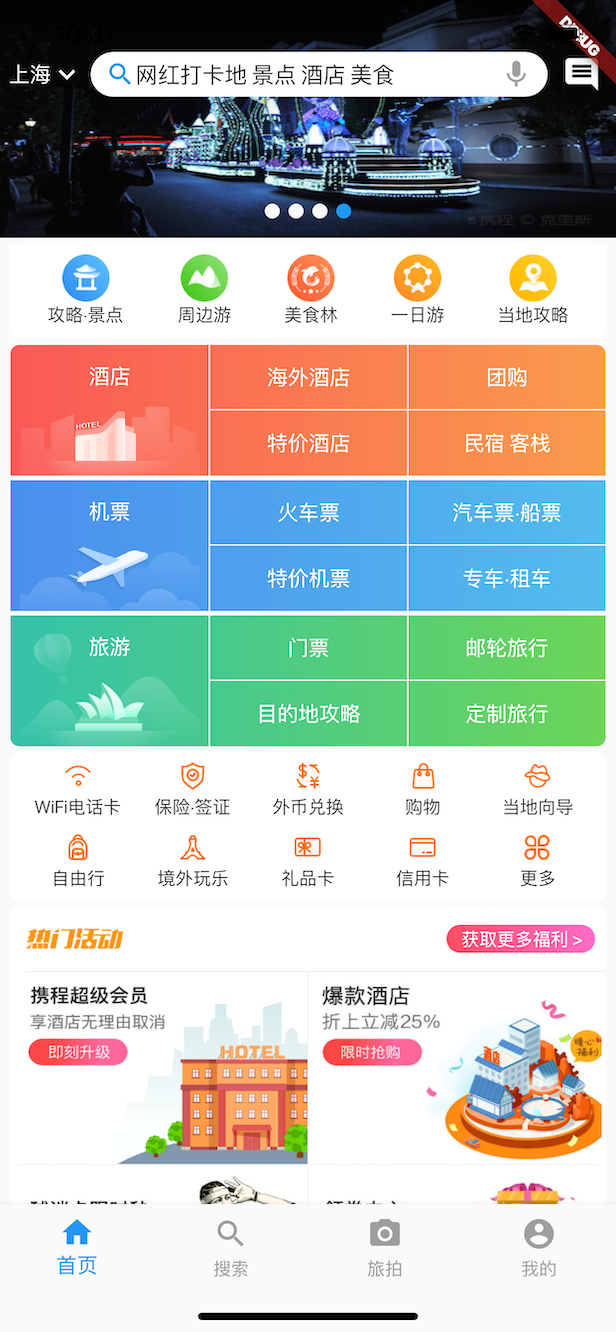 10:31
DEBUG
上海
网红打卡地 景点 酒店 美食
携程 © 克里斯
攻略·景点
周边游
美食林
一日游
当地攻略
酒店
海外酒店
团购
HOTEL
特价酒店
民宿 客栈
机票
火车票
汽车票·船票
特价机票
专车·租车
旅游
门票
邮轮旅行
目的地攻略
定制旅行
WiFi电话卡
保险·签证
外币兑换
购物
当地向导
自由行
境外玩乐
礼品卡
信用卡
更多
热门活动
获取更多福利 >
携程超级会员
享酒店无理由取消
即刻升级
HOTEL
爆款酒店
折上立减25%
限时抢购
酒店
暖心
福利
首页
搜索
旅拍
我的